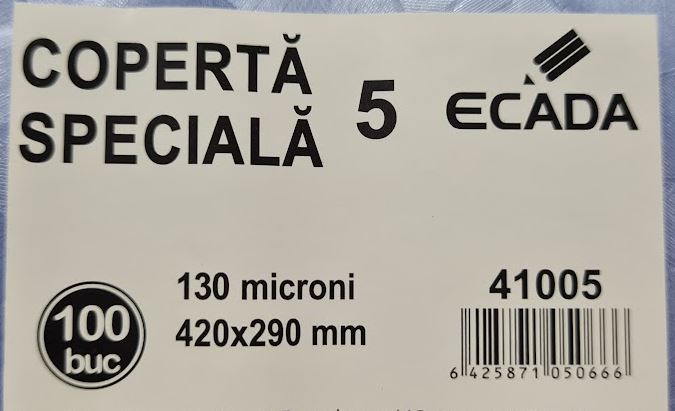 COPERTĂ
SPECIALĂ
5
ECADA
100
buc
130 microni
420x290 mm
41005
6 425871 050666